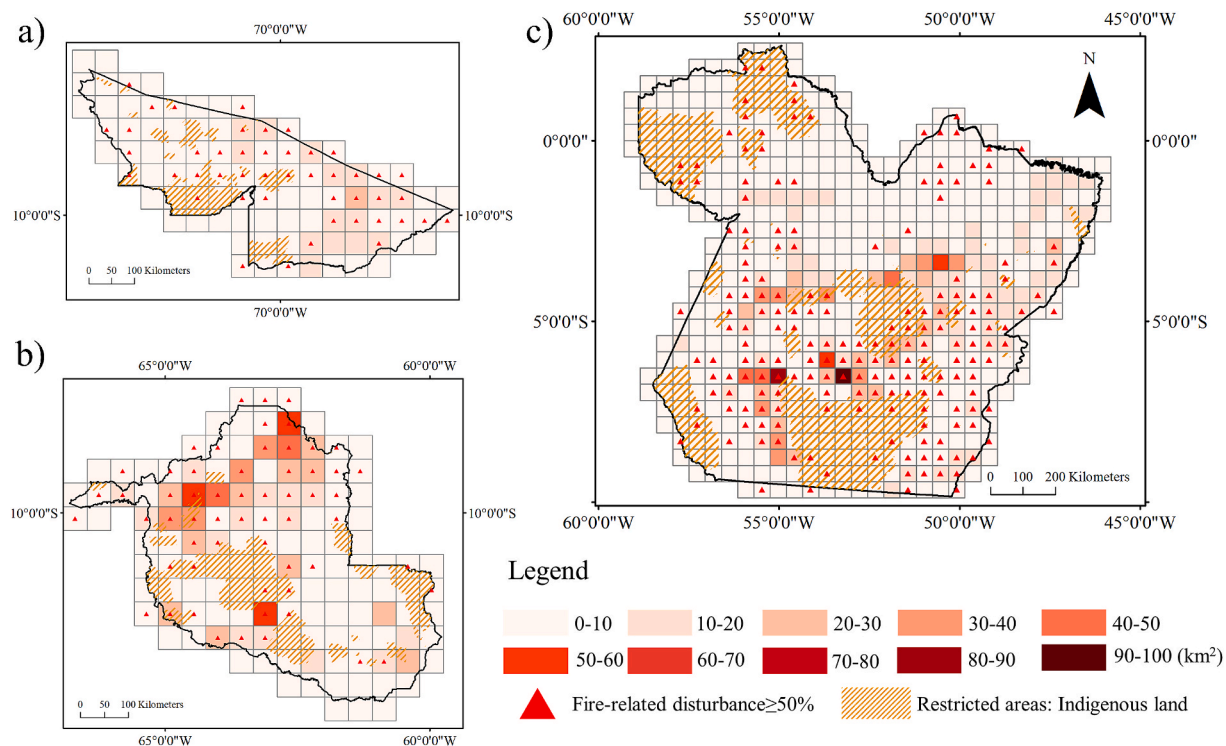 a)
70°0'0"W
10°0'0"S
10°0'0"S
0 50 100 Kilometers
70°0'0"W
b)
65°0'0"W
60°0'0"W
10°0'0"S
10°0'0"S
0 50 100 Kilometers
65°0'0"W
60°0'0"W
c)
60°0'0"W
55°0'0"W
50°0'0"W
45°0'0"W
N
0°0'0"
0°0'0"
5°0'0"S
5°0'0"S
0 100 200 Kilometers
60°0'0"W
55°0'0"W
50°0'0"W
45°0'0"W
Legend
0-10 10-20 20-30 30-40 40-50
50-60 60-70 70-80 80-90 90-100 (km²)
Fire-related disturbance≥50% Restricted areas: Indigenous land